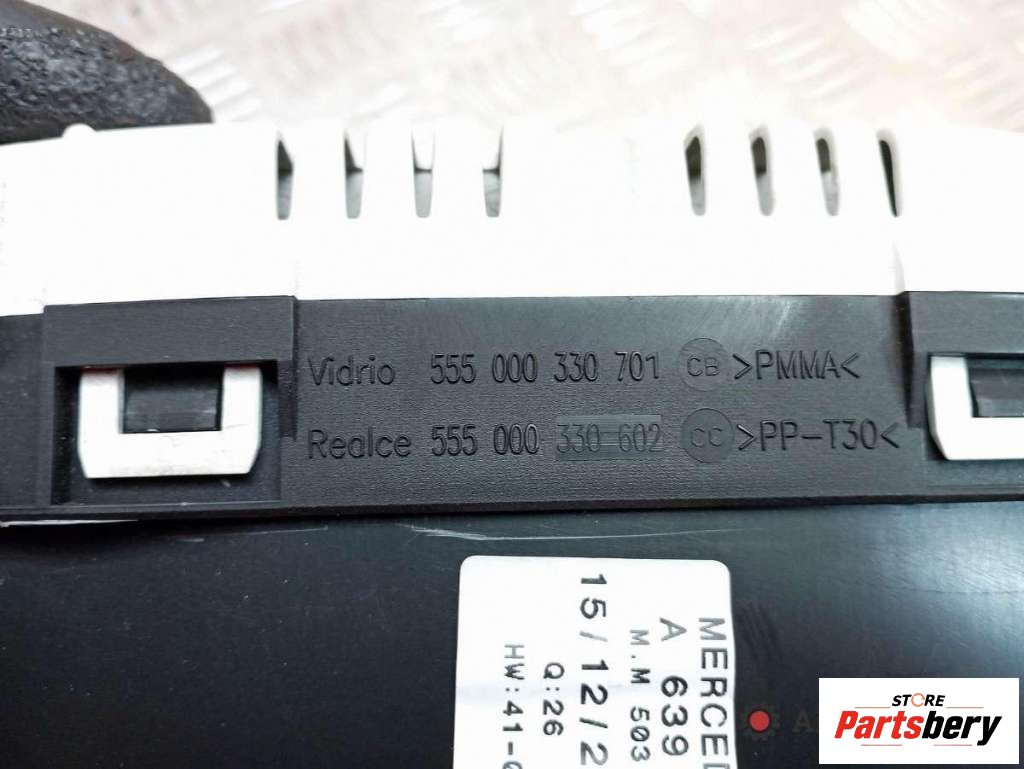 Vidrio 555 000 330 701 CB >PMMA<
Realce 555 000 330 602 CC >PP-T30<
MERCED
A 639
M.M 503
15/12/2
Q:26
HW:41-0
STORE
Partsbery